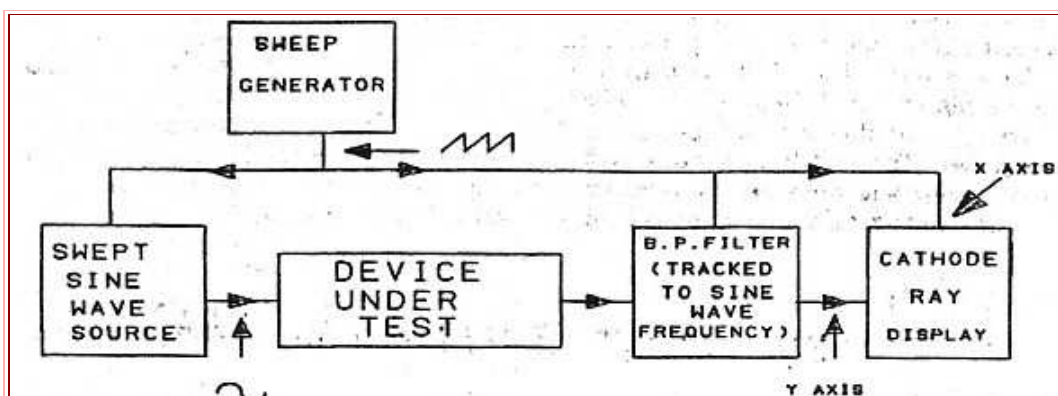 SWEEP
GENERATOR
X AXIS
SWEPT
SINE
WAVE
SOURCE
DEVICE
UNDER
TEST
B.P.FILTER
(TRACKED
TO SINE
WAVE
FREQUENCY)
CATHODE
RAY
DISPLAY
Y AXIS